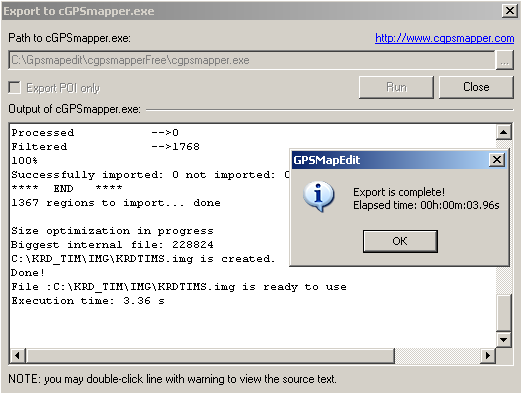 Export to cGPSmapper.exe
Path to cGPSmapper.exe:
http://www.cgpsmapper.com
C:\Gpsmapedit\cgpsmapperFree\cgpsmapper.exe
...
Export POI only
Run
Close
Output of cGPSmapper.exe:
Processed -->0
Filtered -->1768
100%
Successfully imported: 0 not imported:
**** END ****
1367 regions to import... done
Size optimization in progress
Biggest internal file: 228824
C:\KRD_TIM\IMG\KRDTIMS.img is created.
Done!
File :C:\KRD_TIM\IMG\KRDTIMS.img is ready to use
Execution time: 3.36 s
GPSMapEdit
Export is complete!
Elapsed time: 00h:00m:03.96s
OK
NOTE: you may double-click line with warning to view the source text.